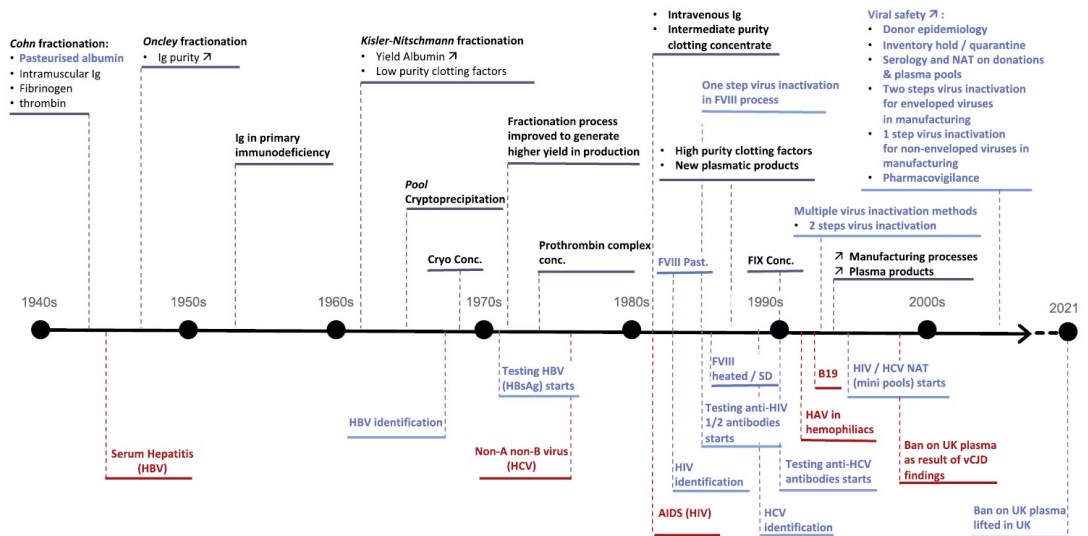 Cohn fractionation:
• Pasteurised albumin
• Intramuscular Ig
• Fibrinogen
• thrombin
Oncley fractionation
• Ig purity ↗
Ig in primary
immunodeficiency
Kisler-Nitschmann fractionation
• Yield Albumin ↗
• Low purity clotting factors
Pool
Cryptoprecipitation
Cryo Conc.
Fractionation process
improved to generate
higher yield in production
Prothrombin complex
conc.
• Intravenous Ig
• Intermediate purity
clotting concentrate
One step virus inactivation
in FVIII process
• High purity clotting factors
• New plasmatic products
FVIII Past.
FIX Conc.
Viral safety ↗ :
• Donor epidemiology
• Inventory hold / quarantine
• Serology and NAT on donations
& plasma pools
• Two steps virus inactivation
for enveloped viruses
in manufacturing
• 1 step virus inactivation
for non-enveloped viruses in
manufacturing
• Pharmacovigilance
Multiple virus inactivation methods
• 2 steps virus inactivation
↗ Manufacturing processes
↗ Plasma products
1940s
1950s
1960s
1970s
1980s
1990s
2000s
2021
Serum Hepatitis
(HBV)
HBV identification
Testing HBV
(HBsAg) starts
Non-A non-B virus
(HCV)
AIDS (HIV)
HIV
identification
Testing anti-HIV
1/2 antibodies
starts
FVIII
heated / SD
HCV
identification
Testing anti-HCV
antibodies starts
HAV in
hemophiliacs
B19
HIV / HCV NAT
(mini pools) starts
Ban on UK plasma
as result of vCJD
findings
Ban on UK plasma
lifted in UK